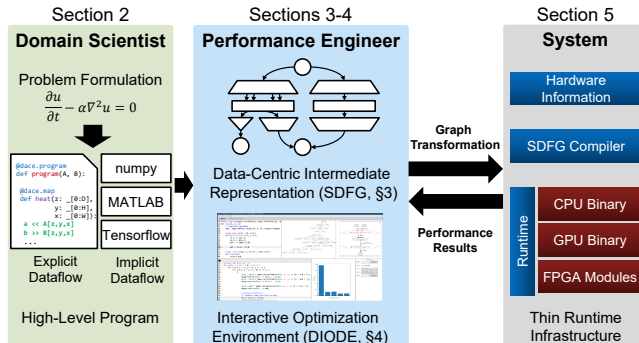 Section 2
Domain Scientist
Problem Formulation
∂u/∂t − α∇²u = 0
@dace.program
def program(A, B):
@dace.map
def heat(z: _[0:D],
y: _[0:H],
x: _[0:W]):
a << A[z,y,x]
b >> B[z,y,x]
...
numpy
MATLAB
Tensorflow
Explicit
Dataflow
Implicit
Dataflow
High-Level Program
Sections 3-4
Performance Engineer
Data-Centric Intermediate
Representation (SDFG, §3)
Interactive Optimization
Environment (DIODE, §4)
Graph
Transformation
Performance
Results
Section 5
System
Hardware
Information
SDFG Compiler
Runtime
CPU Binary
GPU Binary
FPGA Modules
Thin Runtime
Infrastructure